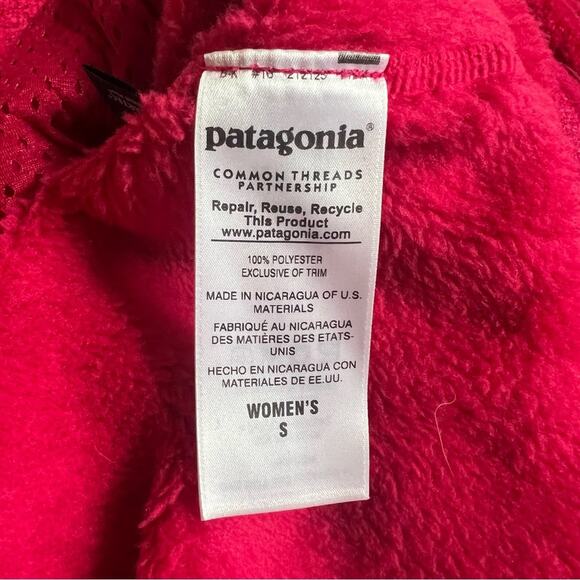 #10 212125
patagonia®
COMMON THREADS
PARTNERSHIP
Repair, Reuse, Recycle
This Product
www.patagonia.com
100% POLYESTER
EXCLUSIVE OF TRIM
MADE IN NICARAGUA OF U.S.
MATERIALS
FABRIQUÉ AU NICARAGUA
DES MATIÈRES DES ETATS-
UNIS
HECHO EN NICARAGUA CON
MATERIALES DE EE.UU.
WOMEN'S
S